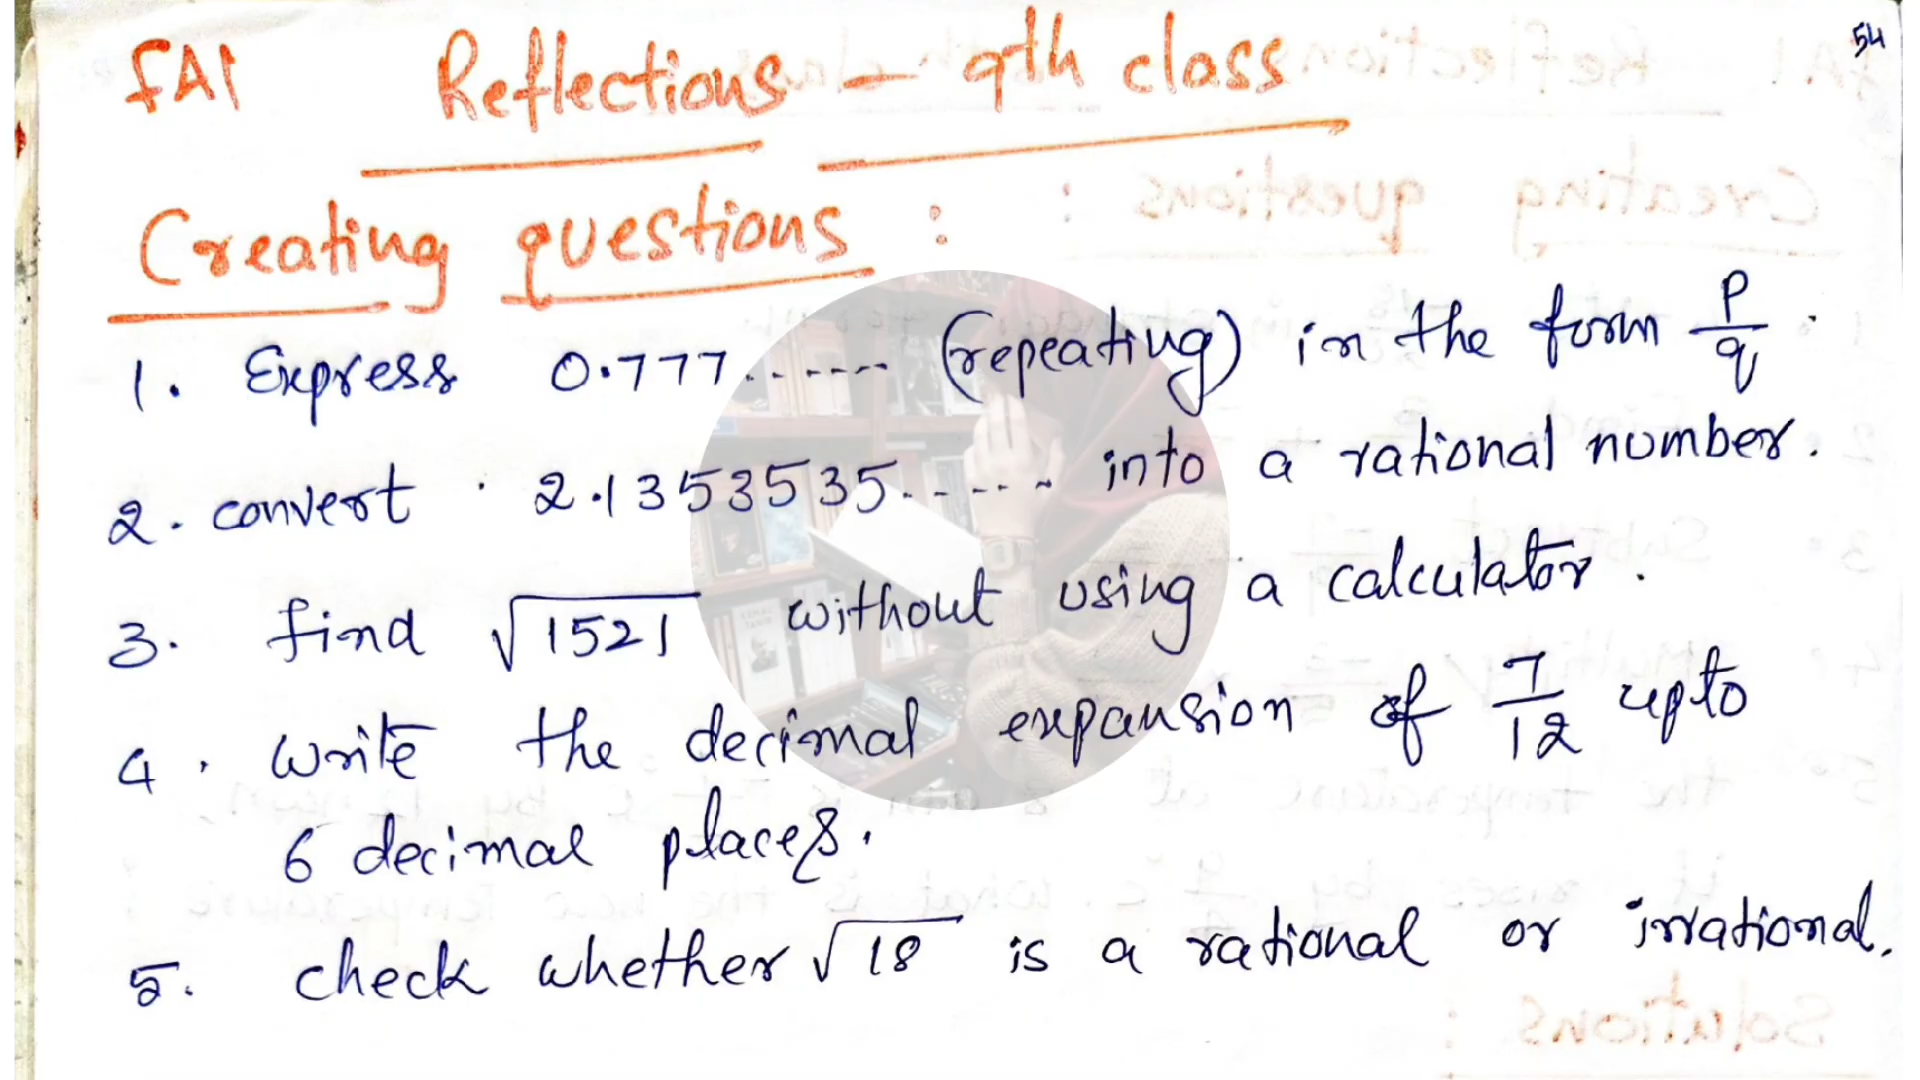 54
FA1 Reflections - 9th class
Creating questions :
1. Express 0.777....... (repeating) in the form p/q.
2. convert 2.1353535...... into a rational number.
3. find √1521 without using a calculator.
4. write the decimal expansion of 7/12 upto
6 decimal places.
5. check whether √18 is a rational or irrational.